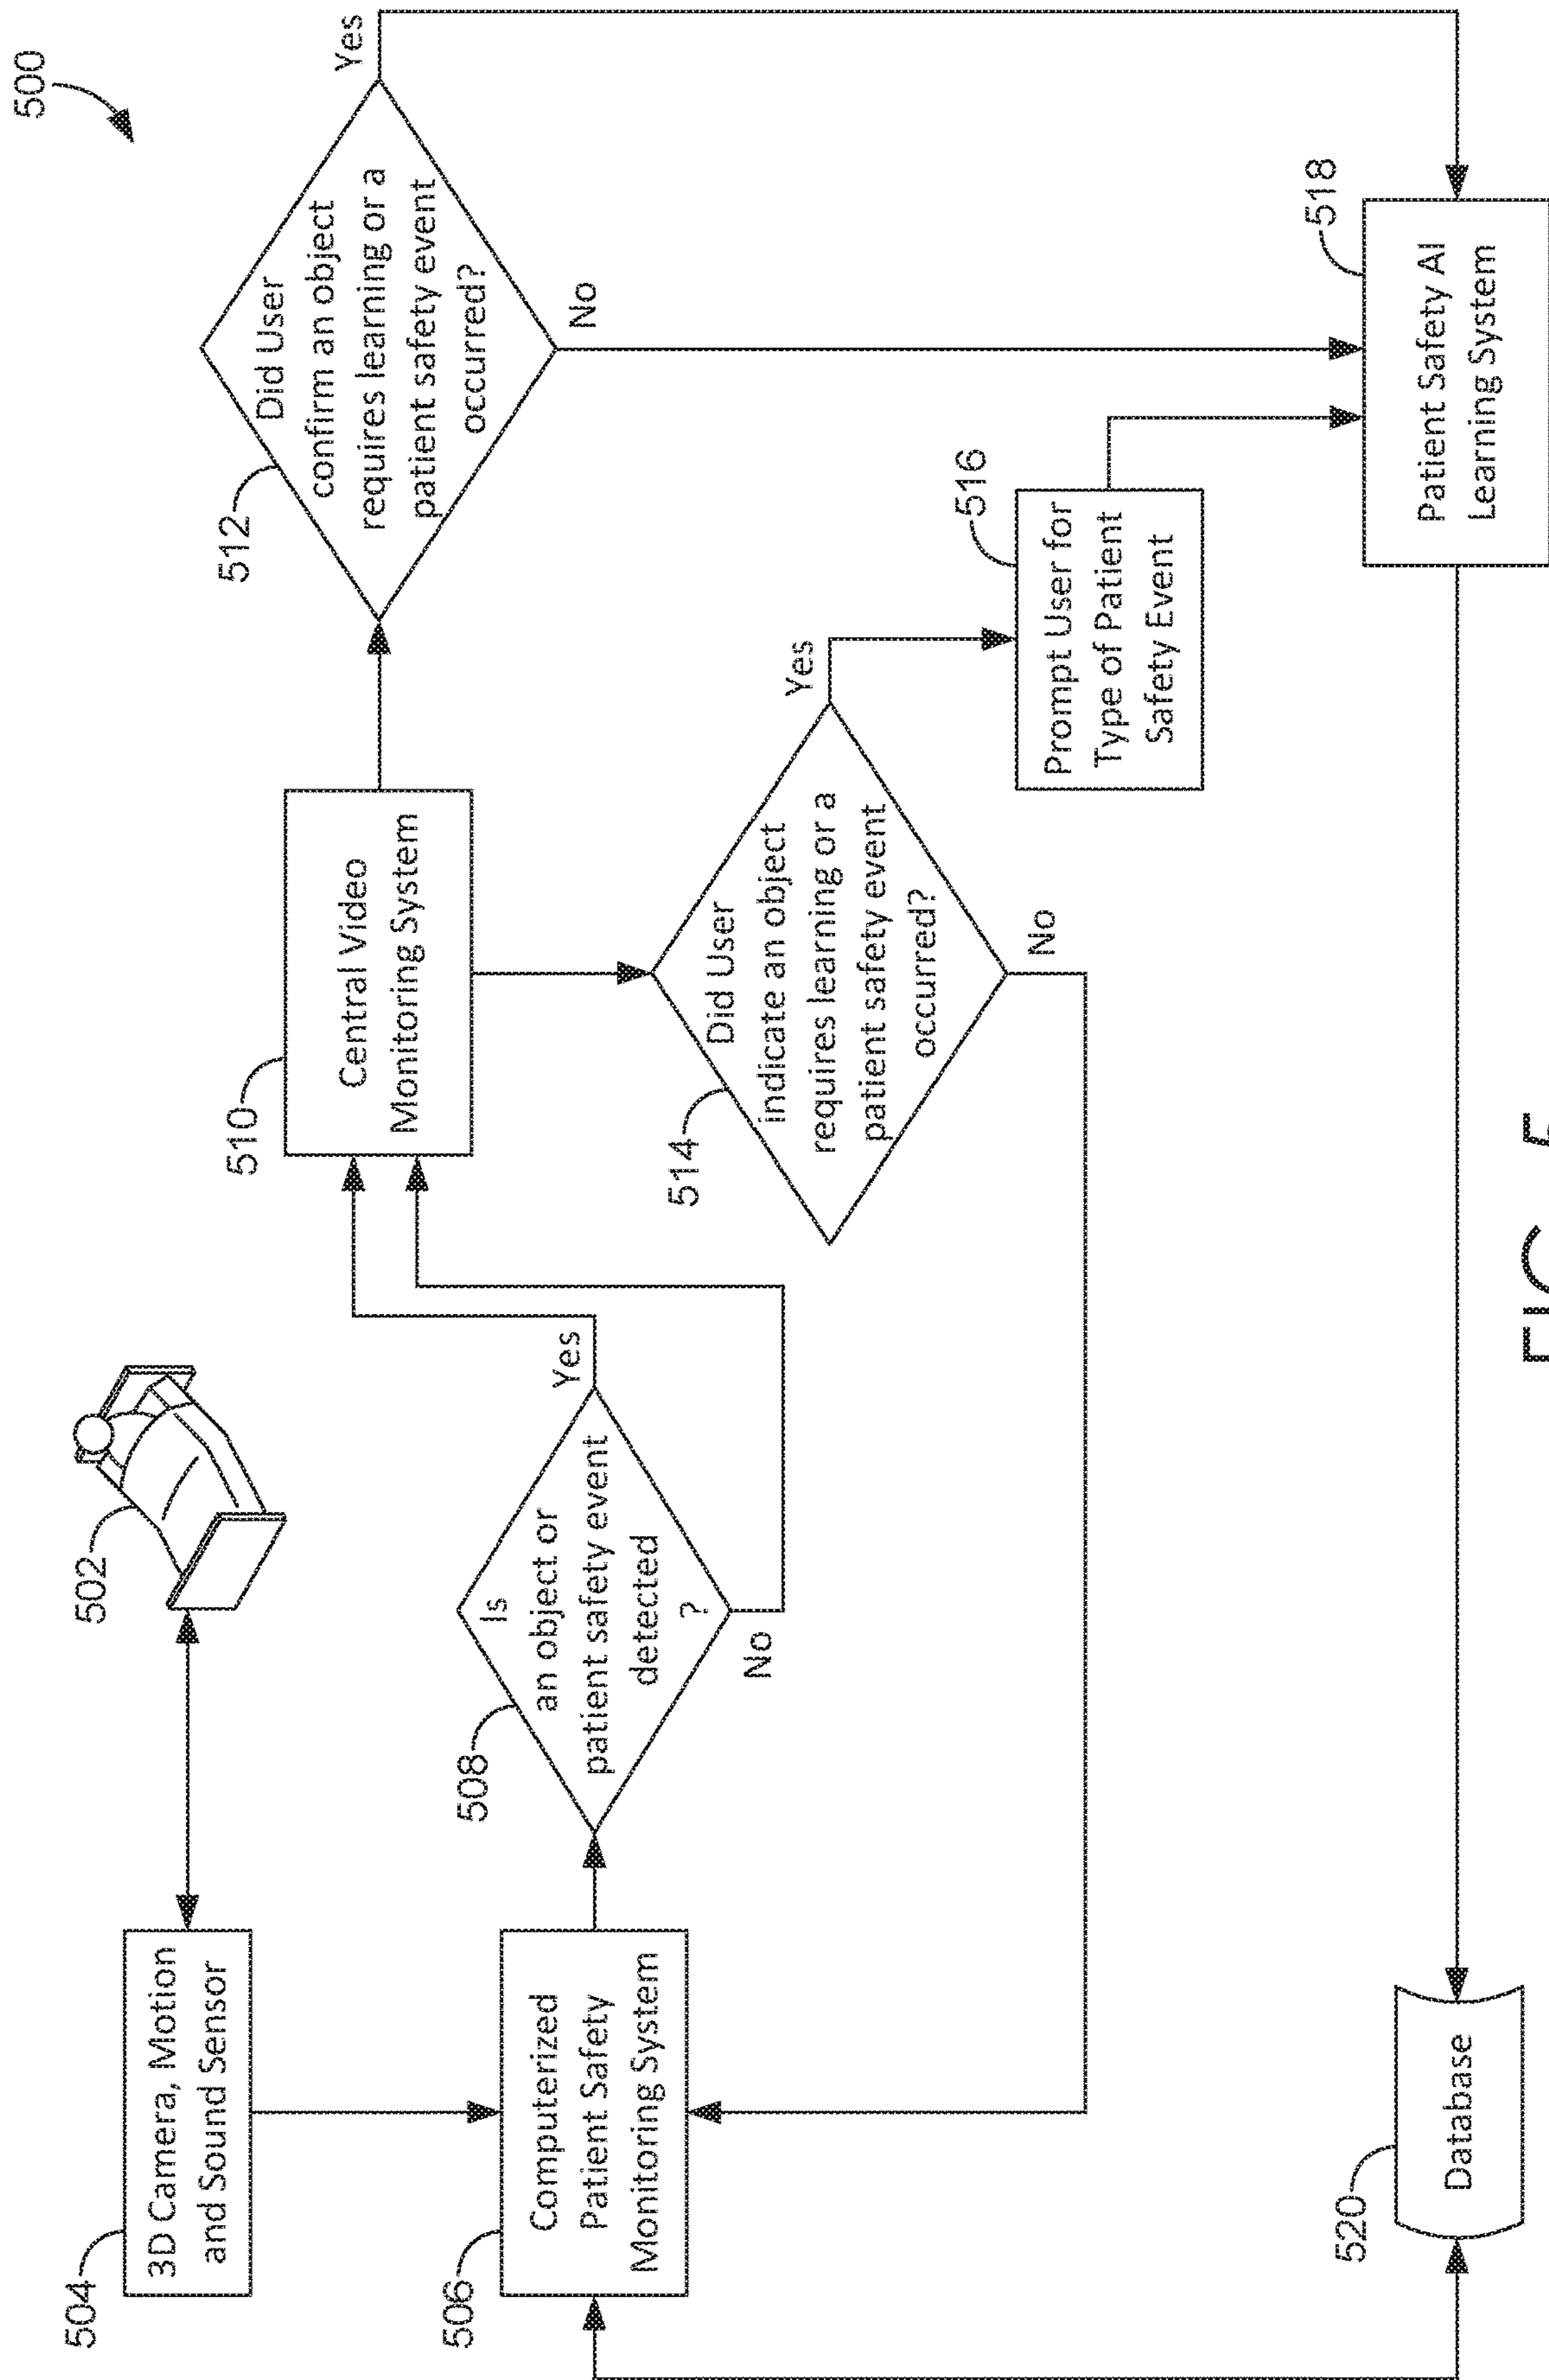 500
502
504
3D Camera, Motion
and Sound Sensor
506
Computerized
Patient Safety
Monitoring System
508
Is
an object or
patient safety event
detected
?
Yes
No
510
Central Video
Monitoring System
512
Did User
confirm an object
requires learning or a
patient safety event
occurred?
Yes
No
514
Did User
indicate an object
requires learning or a
patient safety event
occurred?
Yes
No
516
Prompt User for
Type of Patient
Safety Event
518
Patient Safety AI
Learning System
520
Database